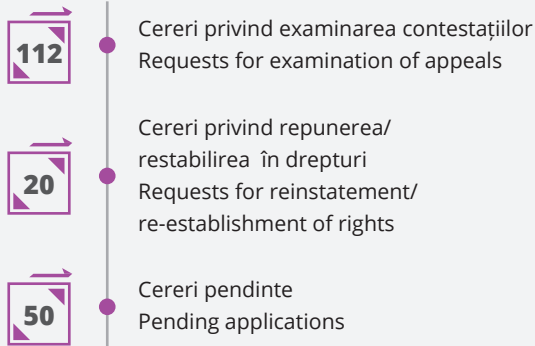 112
Cereri privind examinarea contestațiilor
Requests for examination of appeals
20
Cereri privind repunerea/
restabilirea în drepturi
Requests for reinstatement/
re-establishment of rights
50
Cereri pendinte
Pending applications